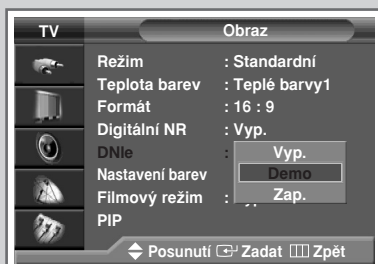 TV Obraz
Režim : Standardní
Teplota barev : Teplé barvy1
Formát : 16 : 9
Digitální NR : Vyp.
DNIe : Vyp.
Nastavení barev Demo
Filmový režim : Zap.
PIP
Posunutí Zadat Zpět